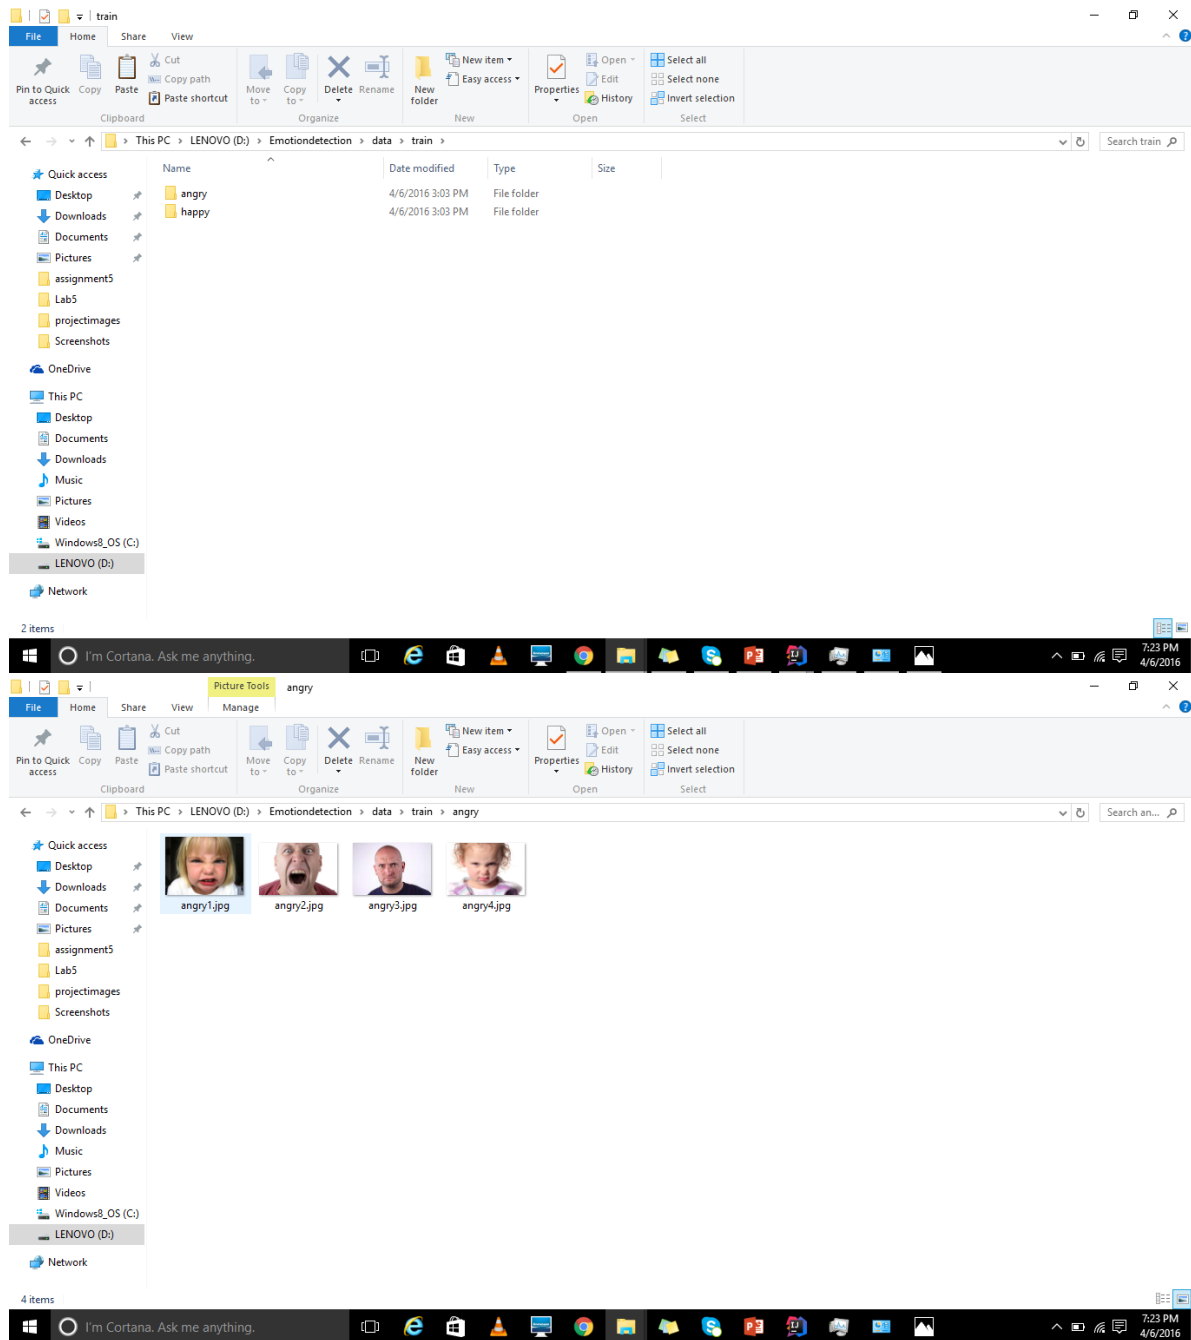 train
File Home Share View
Pin to Quick access Copy Paste Cut Copy path Paste shortcut Move to Copy to Delete Rename New folder New item Easy access Properties Open Edit History Select all Select none Invert selection
Clipboard Organize New Open Select
This PC > LENOVO (D:) > Emotiondetection > data > train > Search train
Name Date modified Type Size
angry 4/6/2016 3:03 PM File folder
happy 4/6/2016 3:03 PM File folder
Quick access
Desktop
Downloads
Documents
Pictures
assignment5
Lab5
projectimages
Screenshots
OneDrive
This PC
Desktop
Documents
Downloads
Music
Pictures
Videos
Windows8_OS (C:)
LENOVO (D:)
Network
2 items
I'm Cortana. Ask me anything. 7:23 PM
4/6/2016
Picture Tools angry
File Home Share View Manage
Pin to Quick access Copy Paste Cut Copy path Paste shortcut Move to Copy to Delete Rename New folder New item Easy access Properties Open Edit History Select all Select none Invert selection
Clipboard Organize New Open Select
This PC > LENOVO (D:) > Emotiondetection > data > train > angry Search an...
angry1.jpg angry2.jpg angry3.jpg angry4.jpg
Quick access
Desktop
Downloads
Documents
Pictures
assignment5
Lab5
projectimages
Screenshots
OneDrive
This PC
Desktop
Documents
Downloads
Music
Pictures
Videos
Windows8_OS (C:)
LENOVO (D:)
Network
4 items
I'm Cortana. Ask me anything. 7:23 PM
4/6/2016